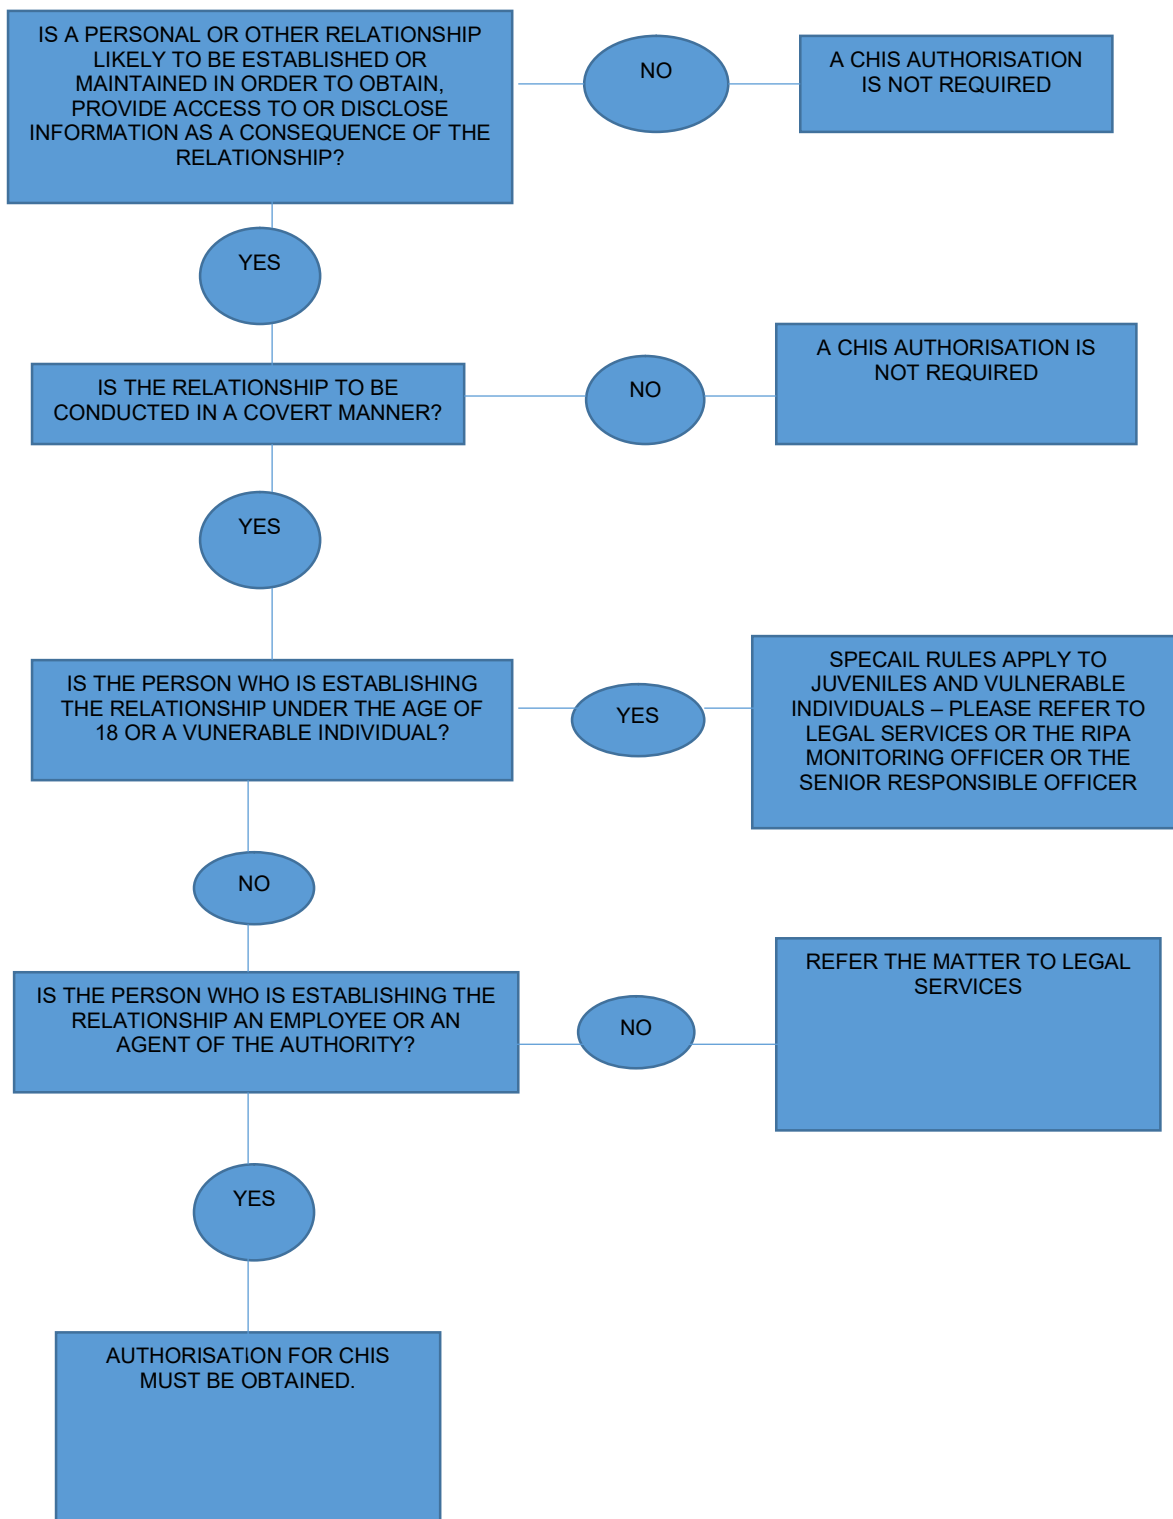 IS A PERSONAL OR OTHER RELATIONSHIP
LIKELY TO BE ESTABLISHED OR
MAINTAINED IN ORDER TO OBTAIN,
PROVIDE ACCESS TO OR DISCLOSE
INFORMATION AS A CONSEQUENCE OF THE
RELATIONSHIP?
NO
A CHIS AUTHORISATION
IS NOT REQUIRED
YES
IS THE RELATIONSHIP TO BE
CONDUCTED IN A COVERT MANNER?
NO
A CHIS AUTHORISATION IS
NOT REQUIRED
YES
IS THE PERSON WHO IS ESTABLISHING
THE RELATIONSHIP UNDER THE AGE OF
18 OR A VUNERABLE INDIVIDUAL?
YES
SPECAIL RULES APPLY TO
JUVENILES AND VULNERABLE
INDIVIDUALS – PLEASE REFER TO
LEGAL SERVICES OR THE RIPA
MONITORING OFFICER OR THE
SENIOR RESPONSIBLE OFFICER
NO
IS THE PERSON WHO IS ESTABLISHING THE
RELATIONSHIP AN EMPLOYEE OR AN
AGENT OF THE AUTHORITY?
NO
REFER THE MATTER TO LEGAL
SERVICES
YES
AUTHORISATION FOR CHIS
MUST BE OBTAINED.